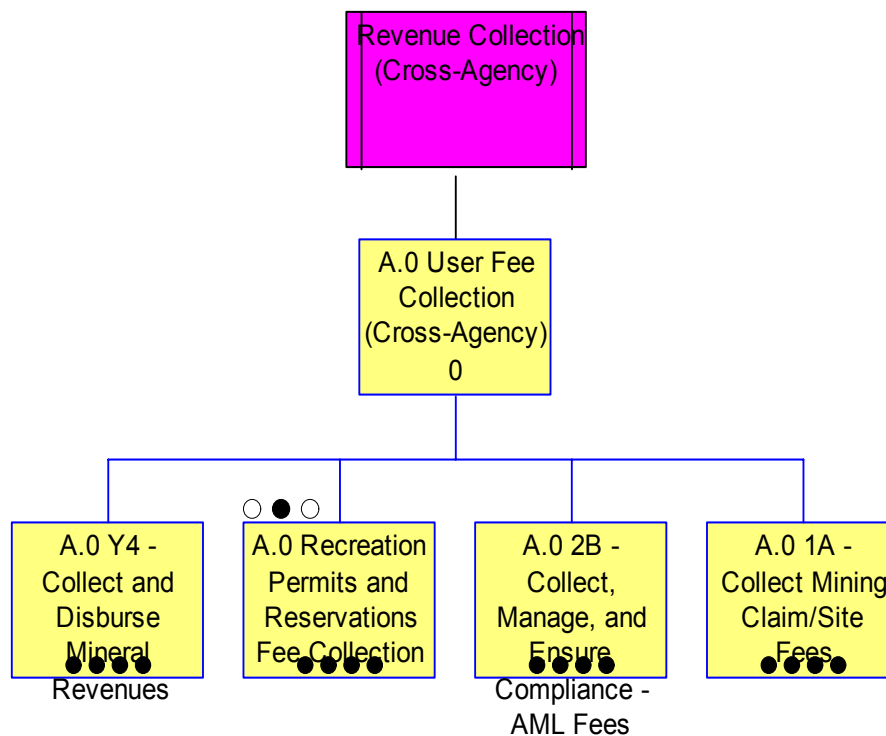 Revenue Collection
(Cross-Agency)
A.0 User Fee
Collection
(Cross-Agency)
0
A.0 Y4 -
Collect and
Disburse
Mineral
Revenues
A.0 Recreation
Permits and
Reservations
Fee Collection
A.0 2B -
Collect,
Manage, and
Ensure
Compliance -
AML Fees
A.0 1A -
Collect Mining
Claim/Site
Fees